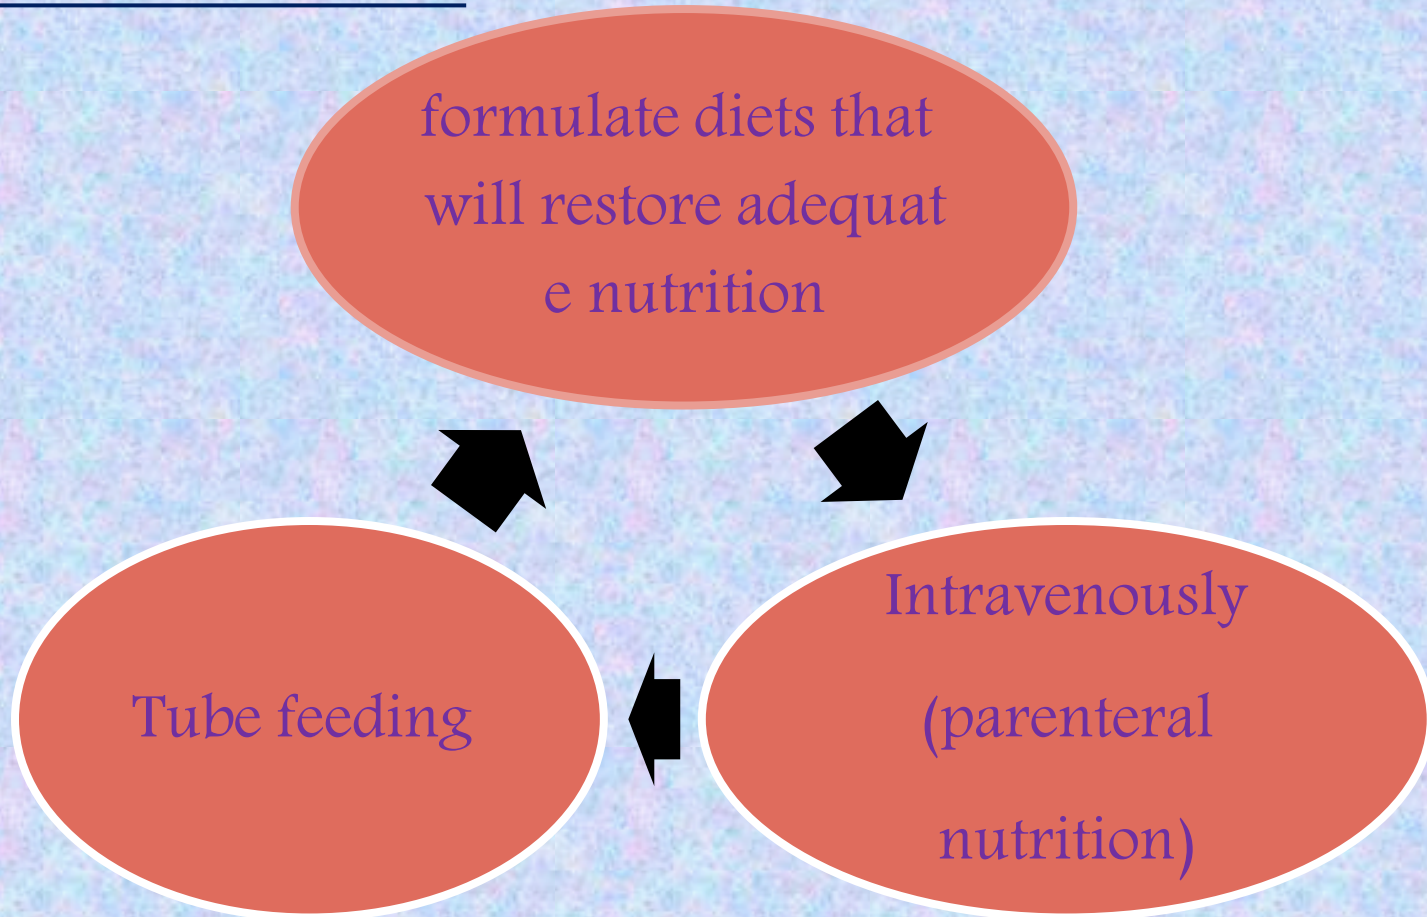 formulate diets that
will restore adequat
e nutrition
Intravenously
(parenteral
nutrition)
Tube feeding